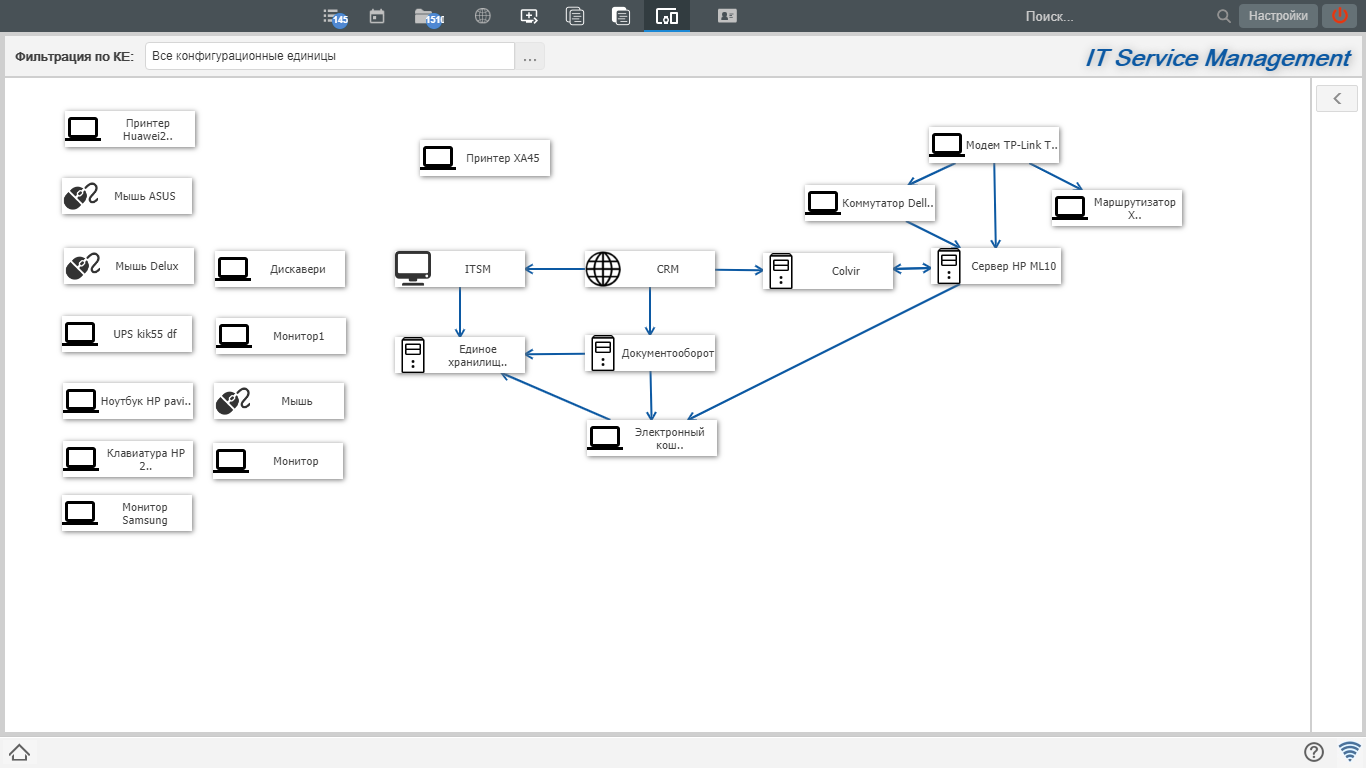 145
1510
Поиск...
Настройки
Фильтрация по КЕ:
Все конфигурационные единицы
...
IT Service Management
Принтер
Huawei2..
Принтер XA45
Модем TP-Link T..
Мышь ASUS
Коммутатор Dell..
Маршрутизатор
X..
Мышь Delux
Дискавери
ITSM
CRM
Colvir
Сервер HP ML10
UPS kik55 df
Монитор1
Единое
хранилищ..
Документооборот
Ноутбук HP pavi..
Мышь
Электронный
кош..
Клавиатура HP
2..
Монитор
Монитор
Samsung